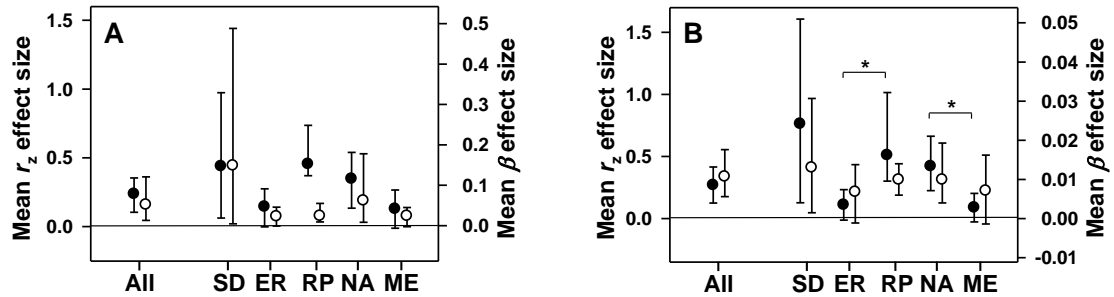 A
Mean r_z effect size
1.5
1.0
0.5
0.0
0.5
0.4
0.3
0.2
0.1
0.0
Mean β effect size
All SD ER RP NA ME
B
Mean r_z effect size
1.5
1.0
0.5
0.0
* *
0.05
0.04
0.03
0.02
0.01
0.00
-0.01
Mean β effect size
All SD ER RP NA ME